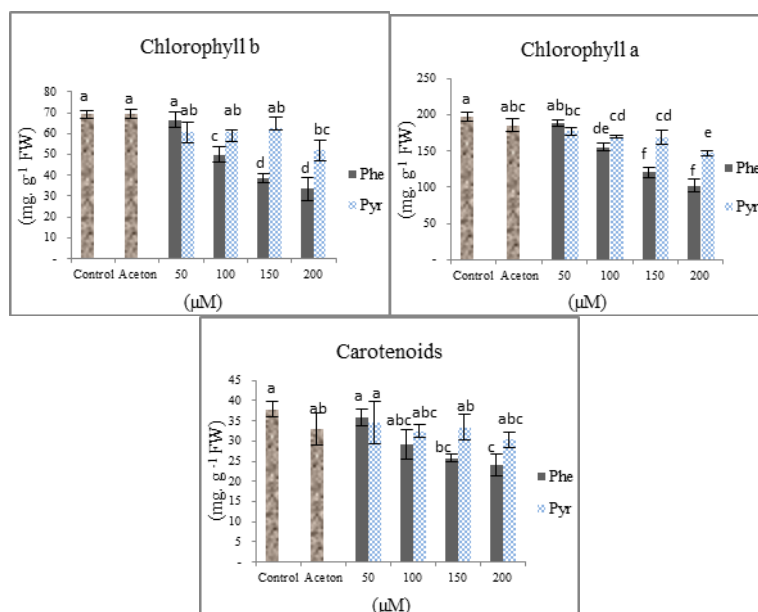 Chlorophyll b
(mg. g-1 FW)
80
70
60
50
40
30
20
10
-
a
a
a
ab
c
ab
d
ab
d
bc
Control
Aceton
50
100
150
200
(μM)
Phe
Pyr
Chlorophyll a
(mg. g-1 FW)
250
200
150
100
50
-
a
abc
ab
bc
de
cd
f
cd
f
e
Control
Aceton
50
100
150
200
(μM)
Phe
Pyr
Carotenoids
(mg. g-1 FW)
45
40
35
30
25
20
15
10
5
-
a
ab
a
a
abc
abc
bc
ab
c
abc
Control
Aceton
50
100
150
200
(μM)
Phe
Pyr